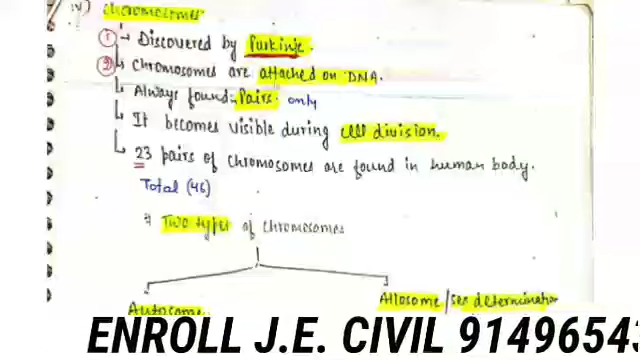 iv) Chromosomes
① → Discovered by Purkinje.
② → Chromosomes are attached on DNA.
→ Always found Pairs. only
→ It becomes visible during cell division.
→ 23 pairs of chromosomes are found in human body.
Total (46)
# Two types of chromosomes
Autosome
Allosome/sex determination
ENROLL J.E. CIVIL 91496543